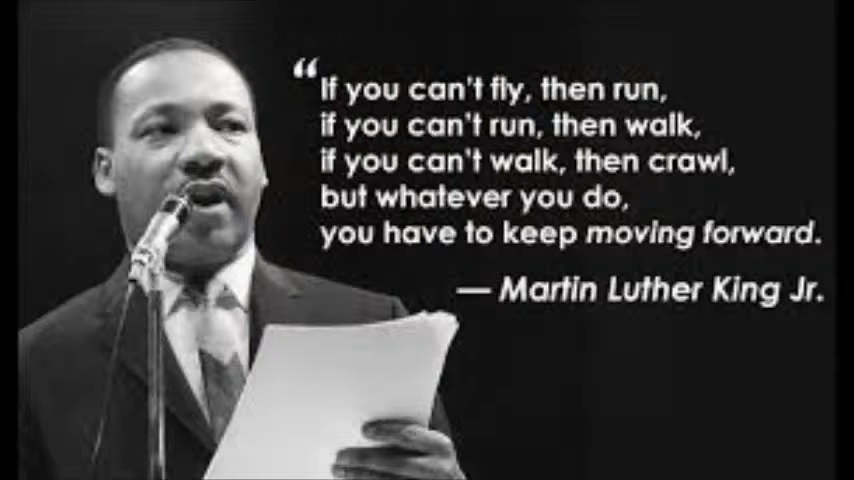 “If you can't fly, then run,
if you can't run, then walk,
if you can't walk, then crawl,
but whatever you do,
you have to keep moving forward.
— Martin Luther King Jr.